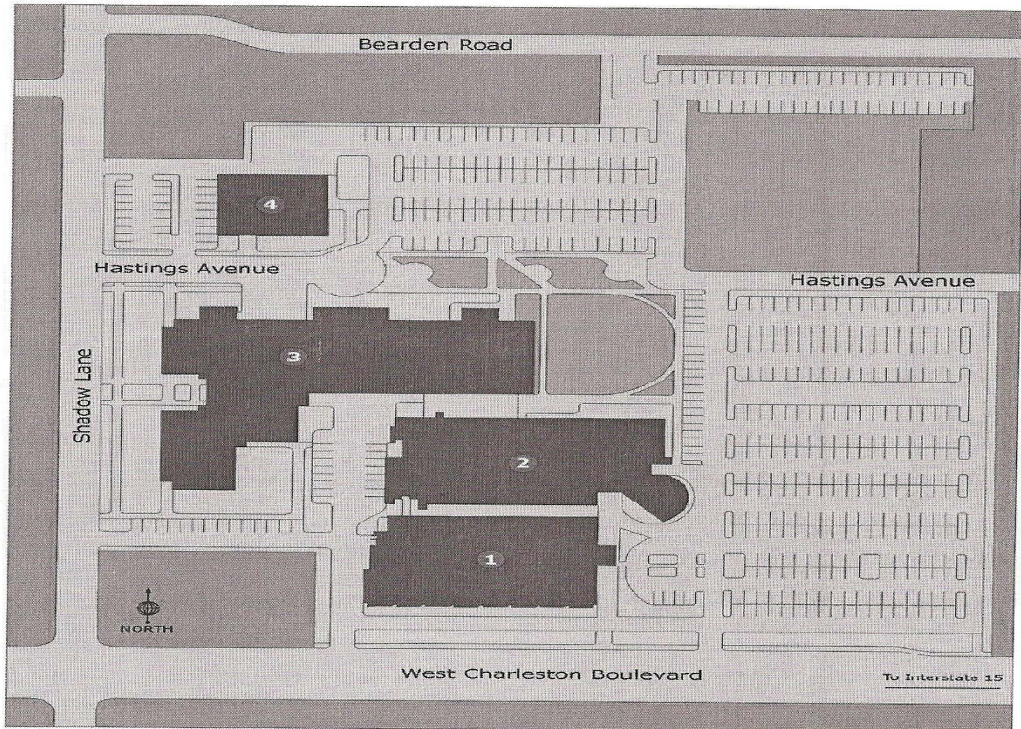 Bearden Road
4
Hastings Avenue
Hastings Avenue
3
Shadow Lane
2
1
NORTH
West Charleston Boulevard
To Interstate 15